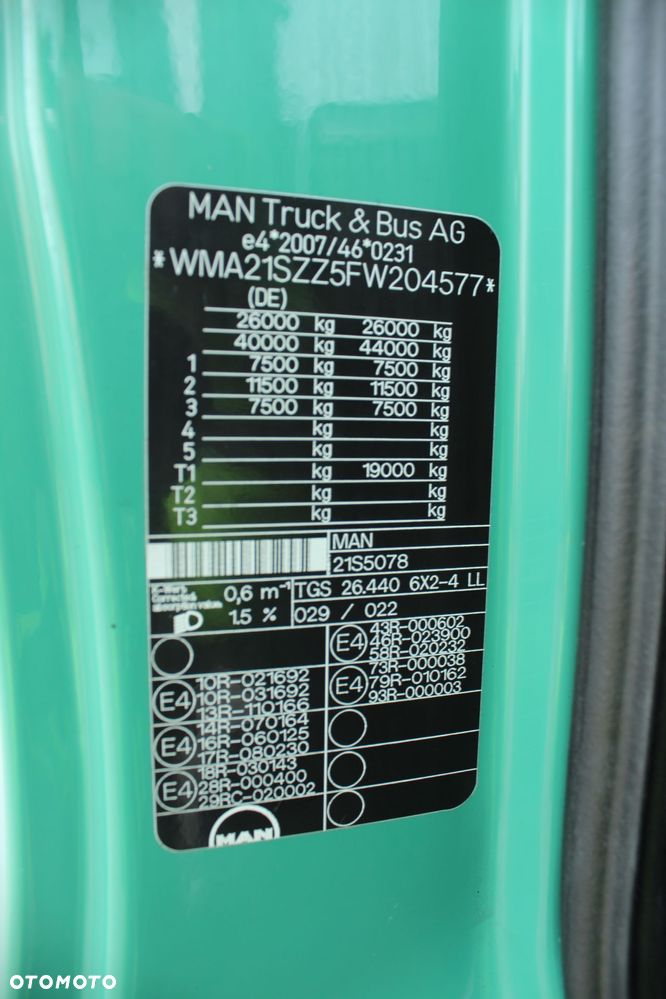 MAN Truck & Bus AG
e4*2007/46*0231
*WMA21SZZ5FW204577*
(DE)
26000 kg 26000 kg
40000 kg 44000 kg
1 7500 kg 7500 kg
2 11500 kg 11500 kg
3 7500 kg 7500 kg
4 kg kg
5 kg kg
T1 kg 19000 kg
T2 kg kg
T3 kg kg
MAN
21S5078
Corrected absorption value 0,6 m⁻¹
TGS 26.440 6X2-4 LL
1.5 %
029 / 022
E4
43R-000602
46R-023900
58R-020232
E4
73R-000038
79R-010162
93R-000003
E4
10R-021692
10R-031692
13R-110166
E4
14R-070164
16R-060125
17R-080230
E4
18R-030143
28R-000400
29RC-020002
MAN
OTOMOTO